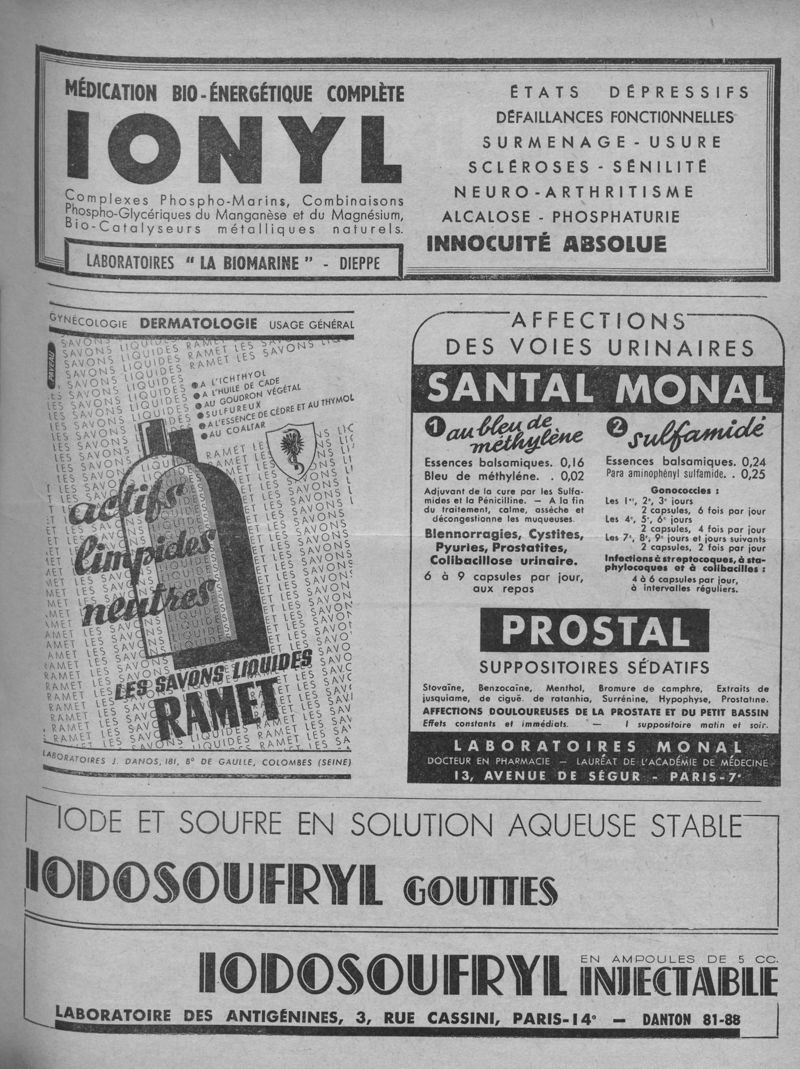 MÉDICATION BIO-ÉNERGÉTIQUE COMPLÈTE
IONYL
Complexes Phospho-Marins, Combinaisons
Phospho-Glycériques du Manganèse et du Magnésium,
Bio-Catalyseurs métalliques naturels.
LABORATOIRES "LA BIOMARINE" - DIEPPE
ÉTATS DÉPRESSIFS
DÉFAILLANCES FONCTIONNELLES
SURMENAGE - USURE
SCLÉROSES - SÉNILITÉ
NEURO-ARTHRITISME
ALCALOSE - PHOSPHATURIE
INNOCUITÉ ABSOLUE
GYNÉCOLOGIE DERMATOLOGIE USAGE GÉNÉRAL
PAVEAU
A L'ICHTHYOL
A L'HUILE DE CADE
AU GOUDRON VÉGÉTAL
SULFUREUX
A L'ESSENCE DE CÈDRE ET AU THYMOL
AU COALTAR
actifs
limpides
neutres
LES SAVONS LIQUIDES
RAMET
LABORATOIRES J. DANOS, 181, Bd DE GAULLE, COLOMBES (SEINE)
AFFECTIONS
DES VOIES URINAIRES
SANTAL MONAL
1 au bleu de
méthylène
Essences balsamiques. 0,16
Bleu de méthyléne. . 0,02
Adjuvant de la cure par les Sulfa-
mides et la Pénicilline. — A la fin
du traitement, calme, assèche et
décongestionne les muqueuses.
Blennorragies, Cystites,
Pyuries, Prostatites,
Colibacillose urinaire.
6 à 9 capsules par jour,
aux repas
2 sulfamidé
Essences balsamiques. 0,24
Para aminophényl sulfamide. . 0,25
Gonococcies :
Les 1er, 2e, 3e jours
2 capsules, 6 fois par jour
Les 4e, 5e, 6e jours
2 capsules, 4 fois par jour
Les 7e, 8e, 9e jours et jours suivants
2 capsules, 2 fois par jour
Infections à streptocoques, à sta-
phylocoques et à colibacilles :
4 à 6 capsules par jour,
à intervalles réguliers.
PROSTAL
SUPPOSITOIRES SÉDATIFS
Stovaïne, Benzocaïne, Menthol, Bromure de camphre, Extraits de
jusquiame, de ciguë, de ratanhia, Surrénine, Hypophyse, Prostatine.
AFFECTIONS DOULOUREUSES DE LA PROSTATE ET DU PETIT BASSIN
Effets constants et immédiats. — 1 suppositoire matin et soir.
LABORATOIRES MONAL
DOCTEUR EN PHARMACIE — LAURÉAT DE L'ACADÉMIE DE MÉDECINE
13, AVENUE DE SÉGUR - PARIS-7e
IODE ET SOUFRE EN SOLUTION AQUEUSE STABLE
IODOSOUFRYL GOUTTES
IODOSOUFRYL EN AMPOULES DE 5 CC.
INJECTABLE
LABORATOIRE DES ANTIGÉNINES, 3, RUE CASSINI, PARIS-14e — DANTON 81-88